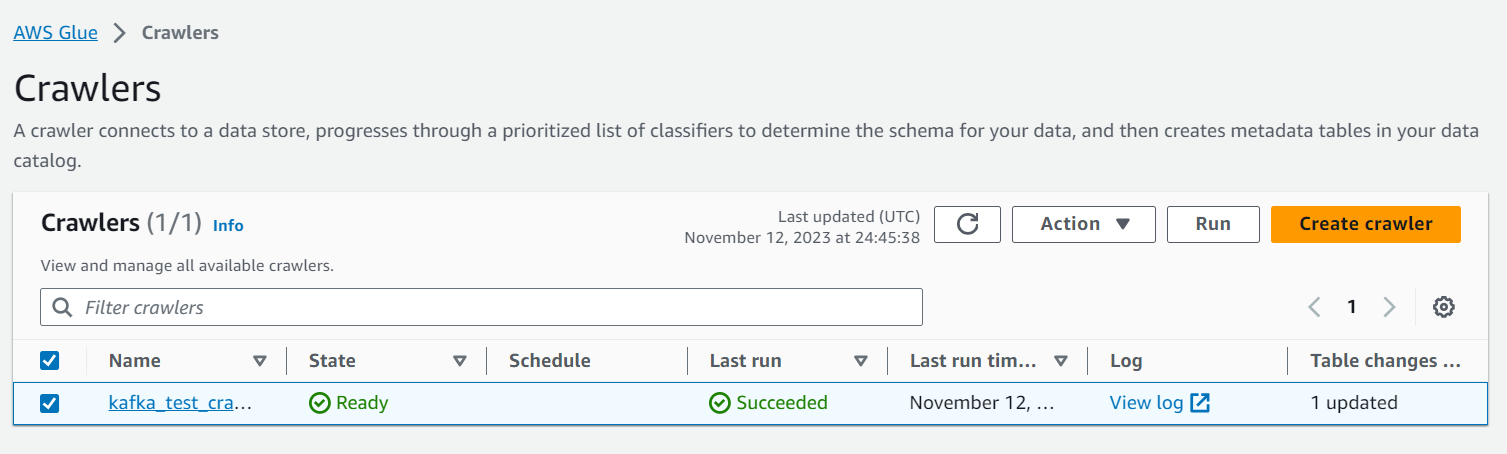 AWS Glue > Crawlers
Crawlers
A crawler connects to a data store, progresses through a prioritized list of classifiers to determine the schema for your data, and then creates metadata tables in your data
catalog.
Crawlers (1/1) Info
Last updated (UTC)
November 12, 2023 at 24:45:38
Action
Run
Create crawler
View and manage all available crawlers.
Filter crawlers
1
Name State Schedule Last run Last run tim... Log Table changes ...
kafka_test_cra... Ready Succeeded November 12, ... View log 1 updated